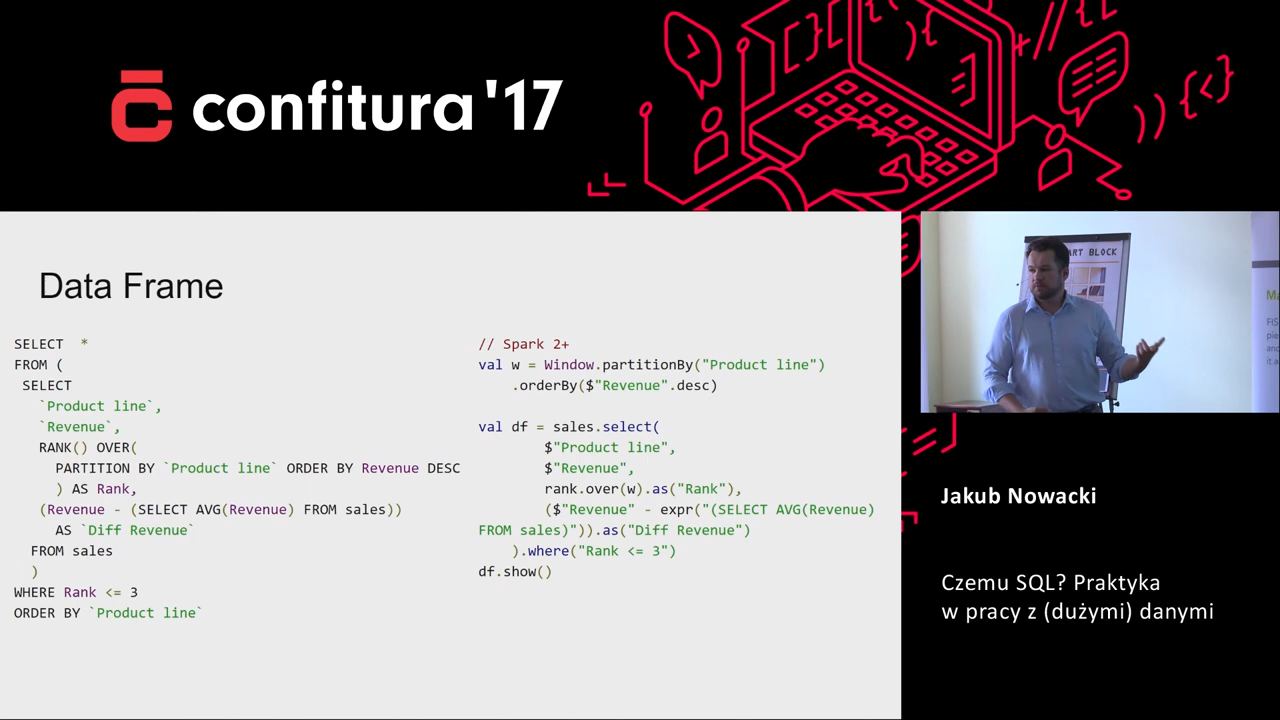 confitura '17
Data Frame
SELECT  *
FROM (
 SELECT
   `Product line`,
   `Revenue`,
   RANK() OVER(
     PARTITION BY `Product line` ORDER BY Revenue DESC
     ) AS Rank,
   (Revenue - (SELECT AVG(Revenue) FROM sales))
     AS `Diff Revenue`
  FROM sales
  )
WHERE Rank <= 3
ORDER BY `Product line`
// Spark 2+
val w = Window.partitionBy("Product line")
    .orderBy($"Revenue".desc)
val df = sales.select(
        $"Product line",
        $"Revenue",
        rank.over(w).as("Rank"),
        ($"Revenue" - expr("(SELECT AVG(Revenue)
FROM sales)")).as("Diff Revenue")
    ).where("Rank <= 3")
df.show()
ART BLOCK
Jakub Nowacki
Czemu SQL? Praktyka
w pracy z (dużymi) danymi